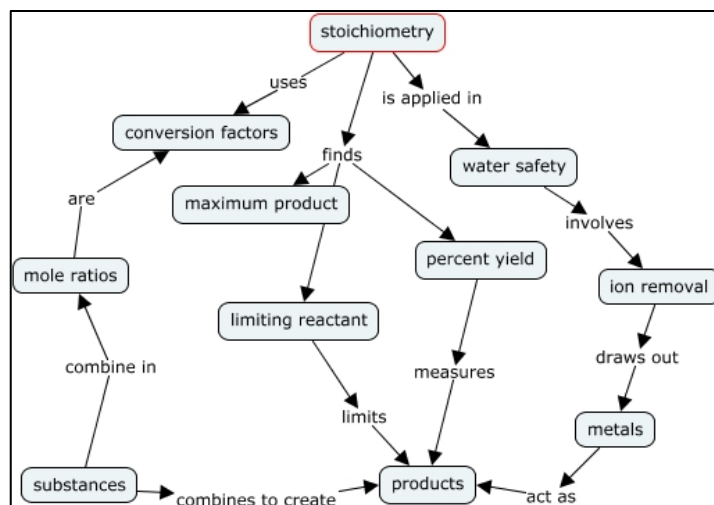 stoichiometry
uses
is applied in
conversion factors
finds
water safety
are
maximum product
involves
percent yield
mole ratios
ion removal
limiting reactant
combine in
draws out
measures
limits
metals
substances
products
combines to create
act as